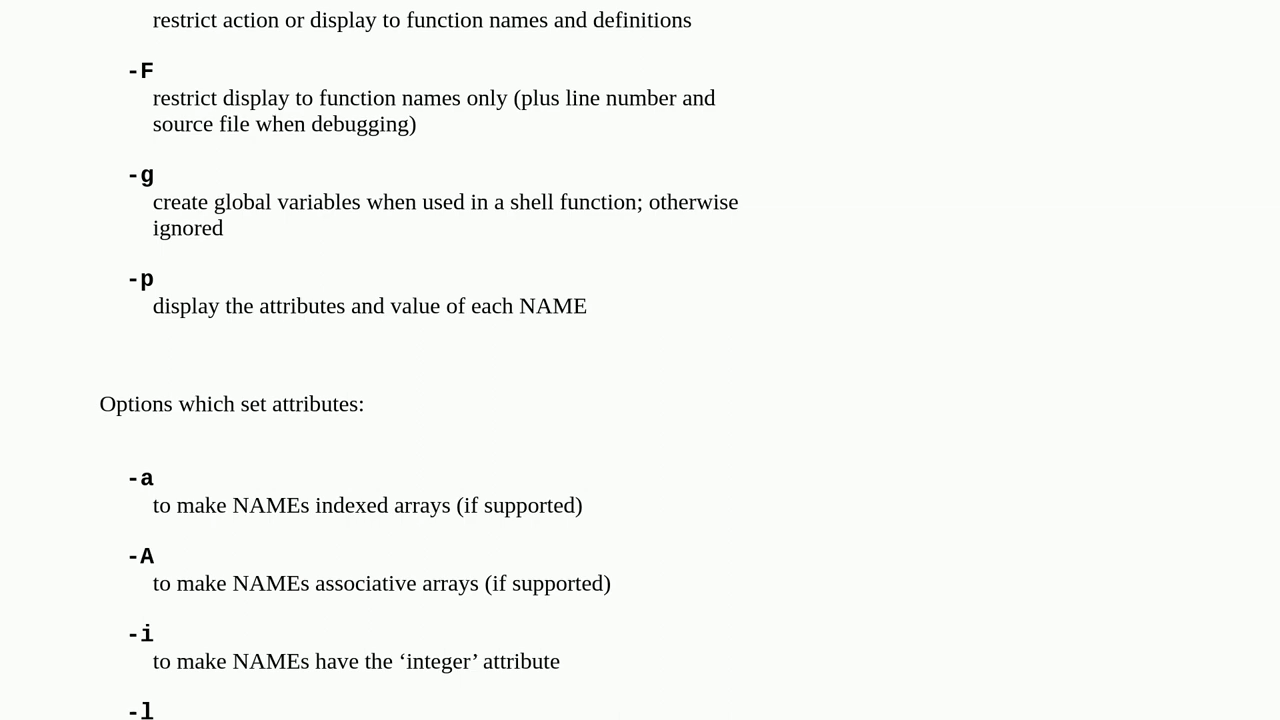 restrict action or display to function names and definitions
-F
restrict display to function names only (plus line number and
source file when debugging)
-g
create global variables when used in a shell function; otherwise
ignored
-p
display the attributes and value of each NAME
Options which set attributes:
-a
to make NAMEs indexed arrays (if supported)
-A
to make NAMEs associative arrays (if supported)
-i
to make NAMEs have the ‘integer’ attribute
-l